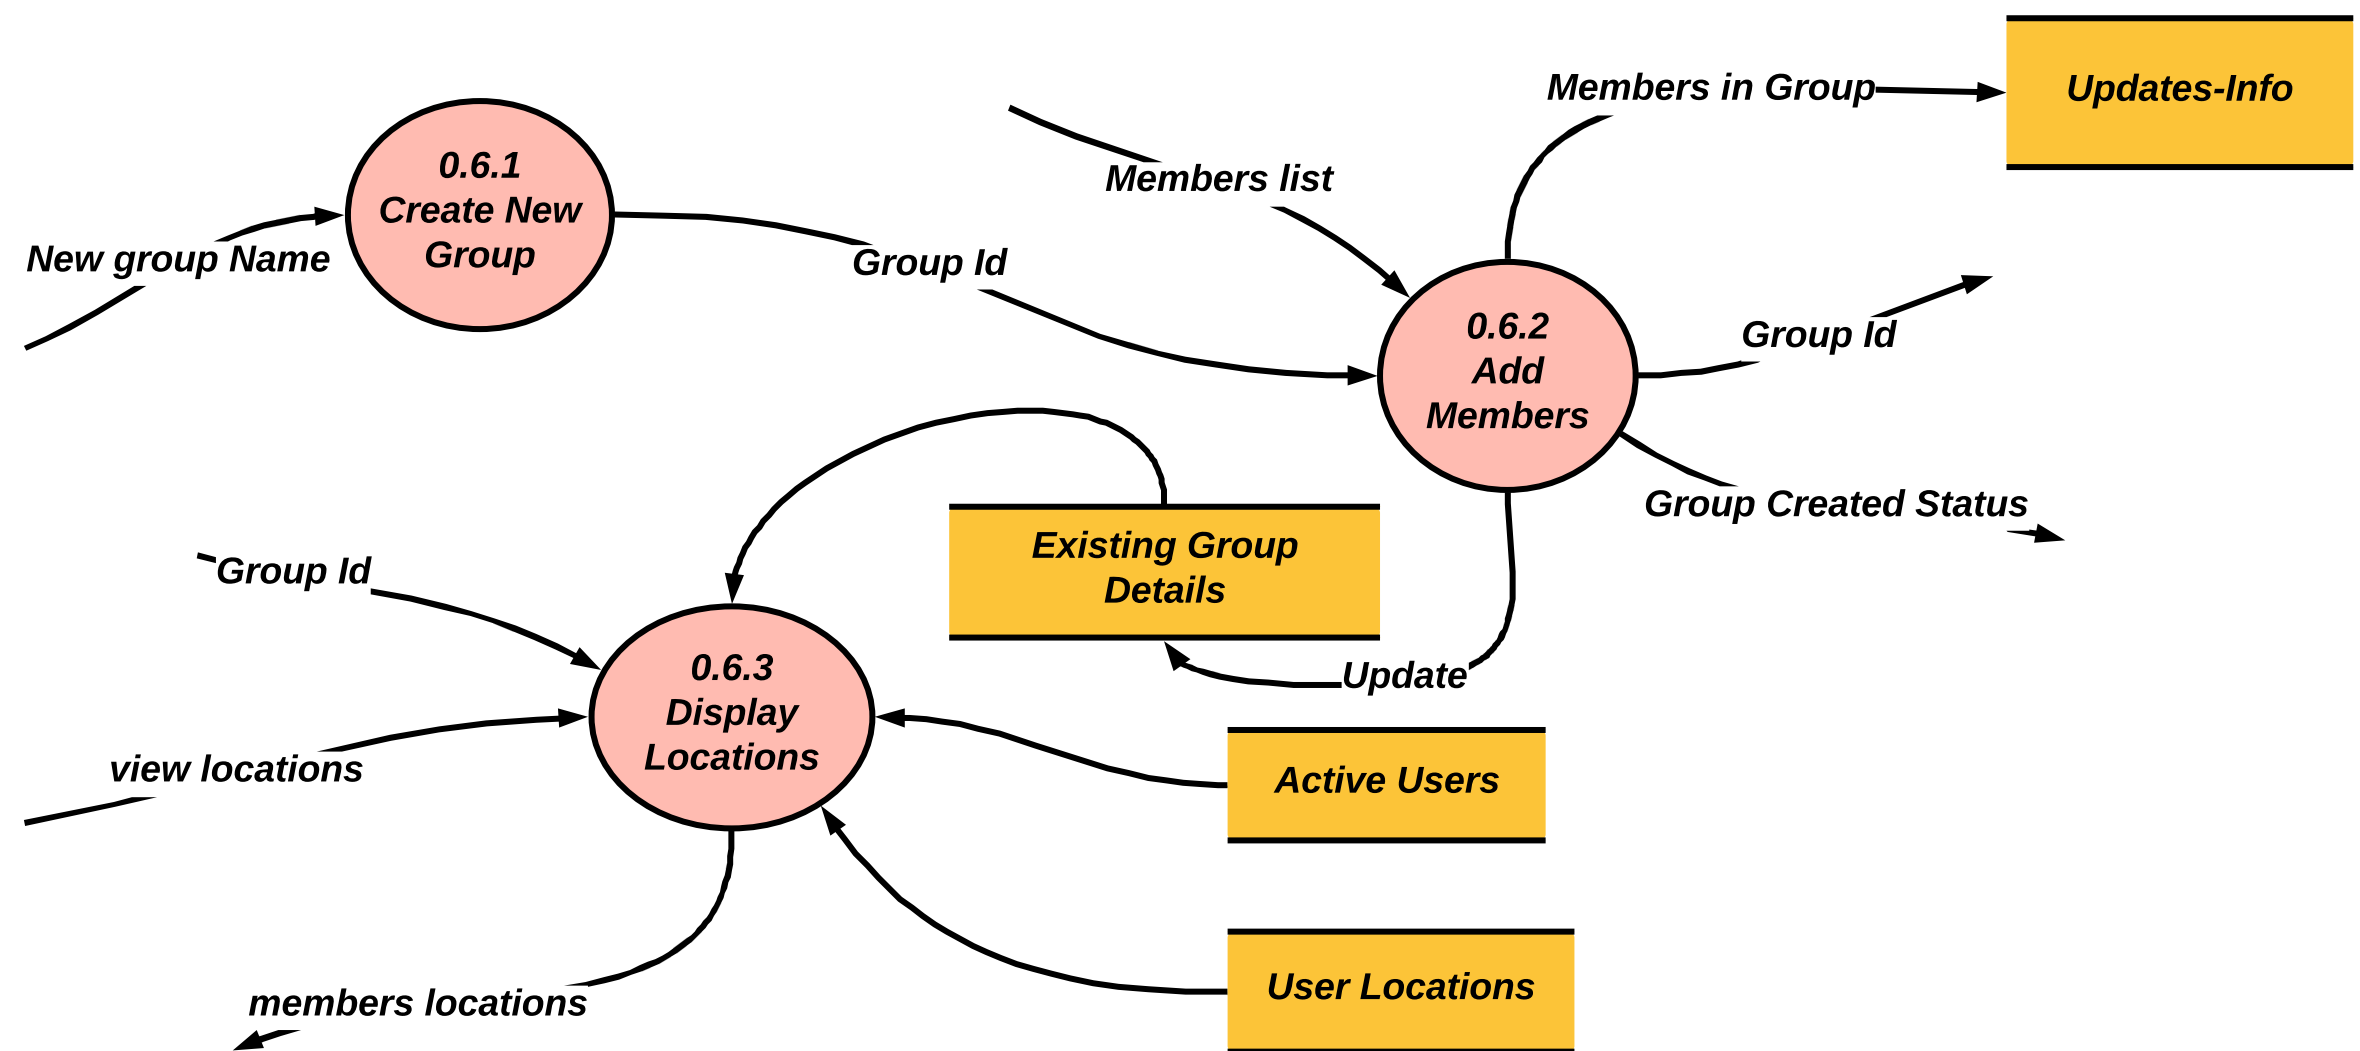 Members in Group
Updates-Info
0.6.1
Create New
Group
Members list
New group Name
Group Id
0.6.2
Add
Members
Group Id
Group Created Status
Existing Group
Details
Group Id
Update
0.6.3
Display
Locations
view locations
Active Users
User Locations
members locations